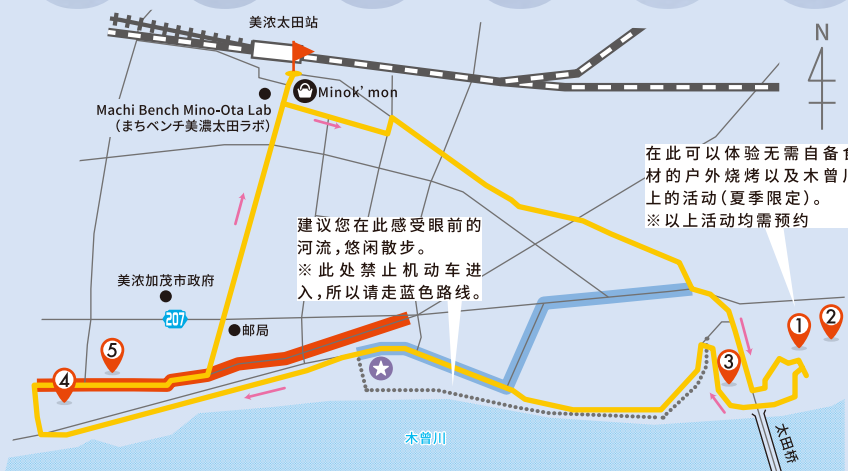 美浓太田站
N
Minok’mon
Machi Bench Mino-Ota Lab
（まちベンチ美濃太田ラボ）
在此可以体验无需自备食
材的户外烧烤以及木曾川
上的活动（夏季限定）。
※以上活动均需预约
建议您在此感受眼前的
河流，悠闲散步。
※此处禁止机动车进
入，所以请走蓝色路线。
美浓加茂市政府
207
邮局
1
2
3
4
5
木曾川
太田桥